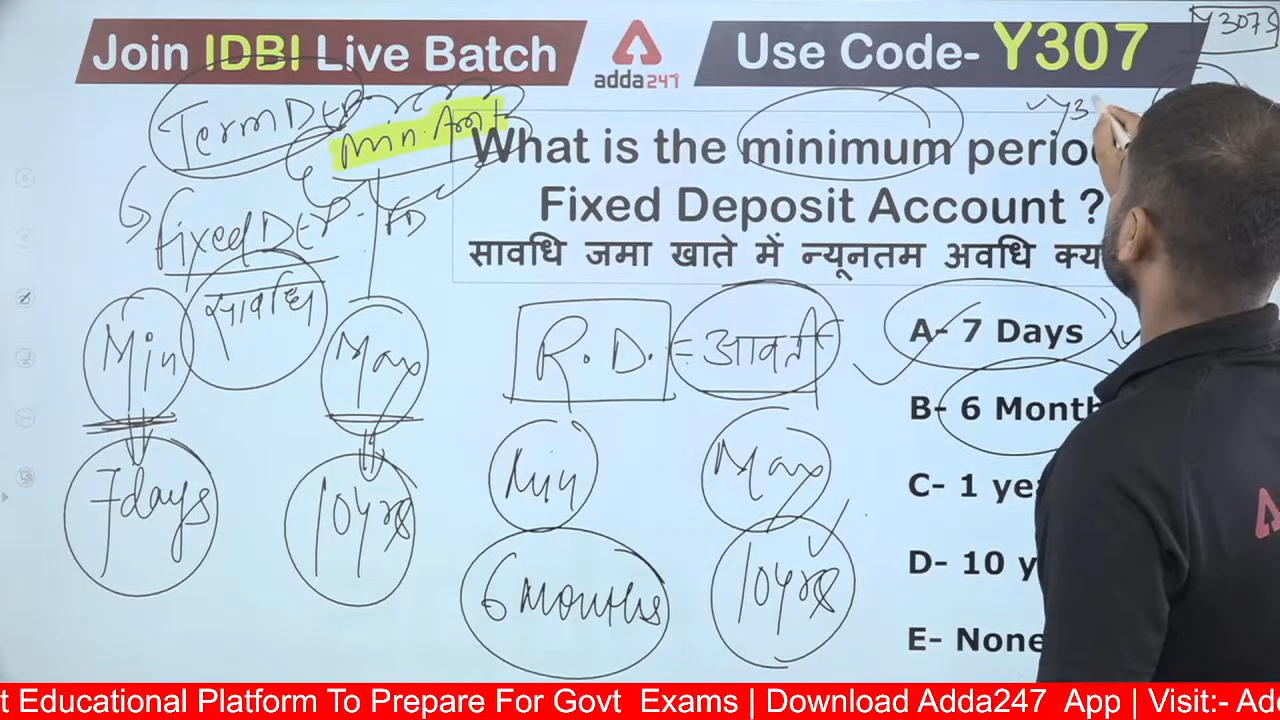 Join IDBI Live Batch
adda247
Use Code- Y307
Y307S
Term Dep
min. Amt
Y3
What is the minimum perio
Fixed Deposit Account ?
सावधि जमा खाते में न्यूनतम अवधि क्य
Fixed Dep. FD
सावधि
Min
Max
7days
10yrs
R.D. = आवर्ती
Min
Max
6 months
10yrs
A- 7 Days
B- 6 Month
C- 1 ye
D- 10 y
E- None
t Educational Platform To Prepare For Govt Exams | Download Adda247 App | Visit:- Ad